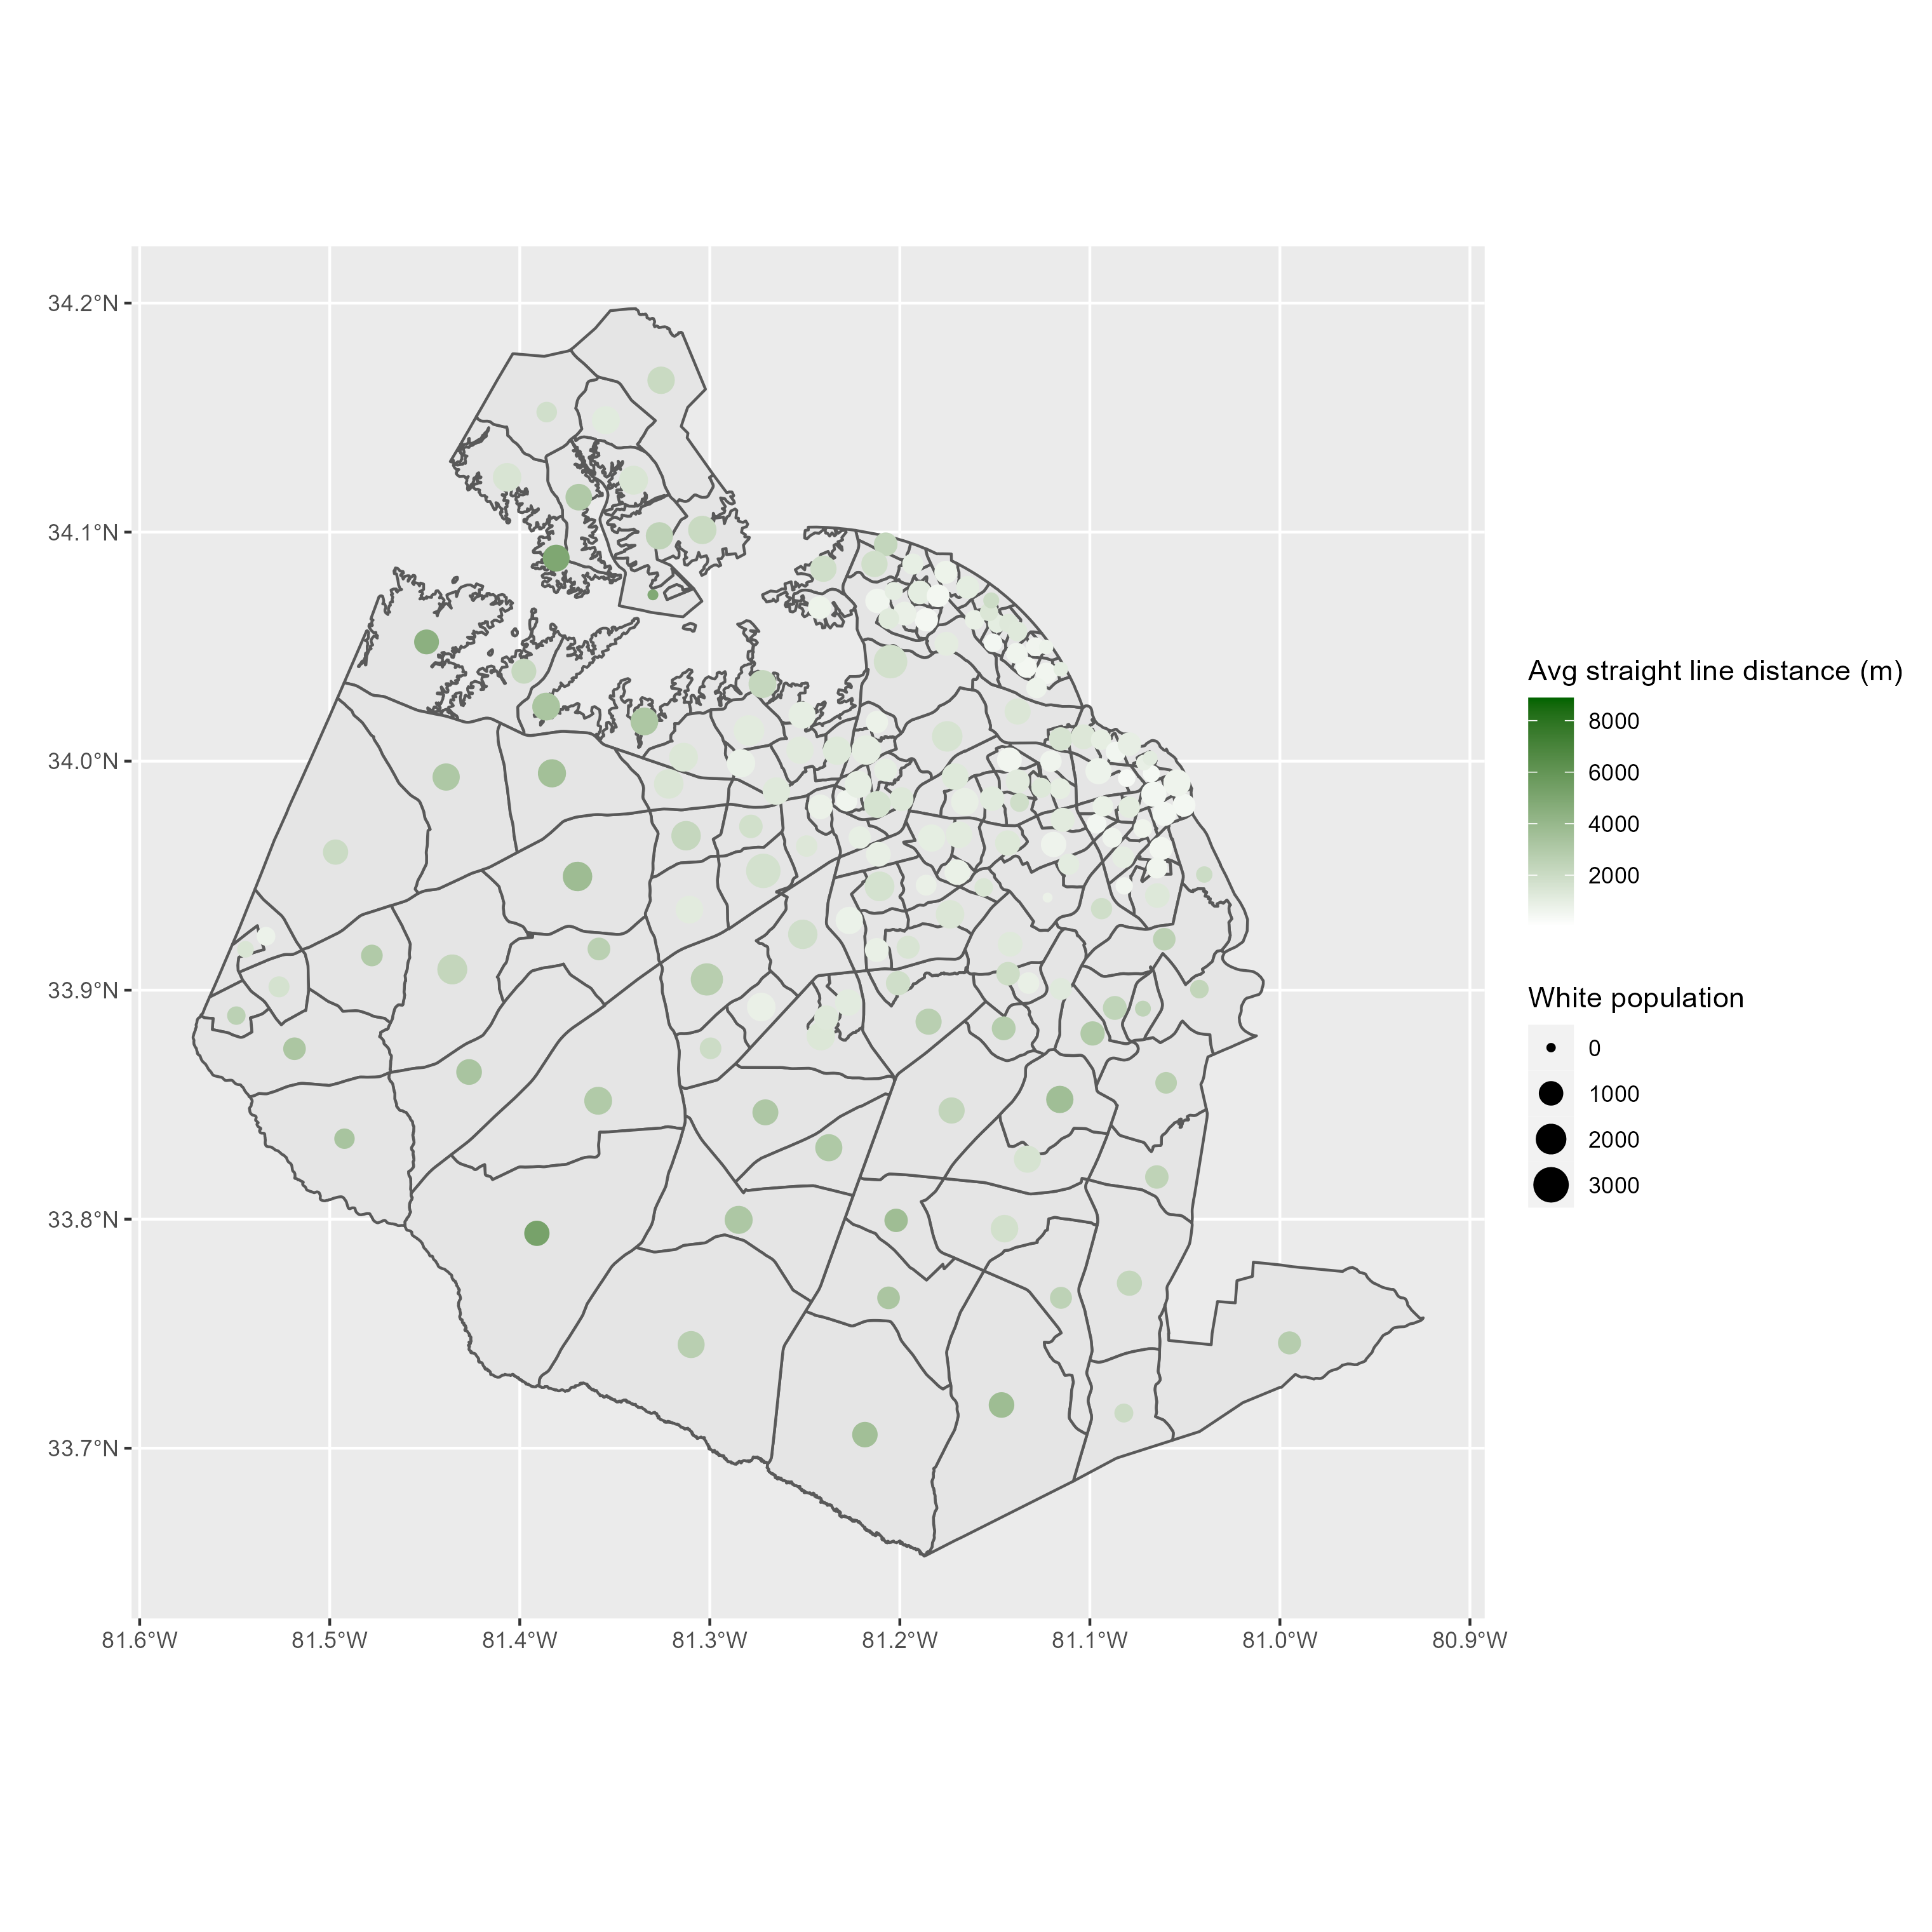 34.2°N
34.1°N
34.0°N
33.9°N
33.8°N
33.7°N
81.6°W
81.5°W
81.4°W
81.3°W
81.2°W
81.1°W
81.0°W
80.9°W
Avg straight line distance (m)
8000
6000
4000
2000
White population
0
1000
2000
3000